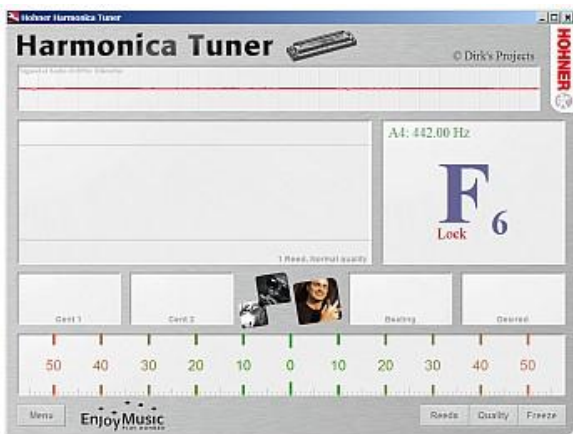 Hohner Harmonica Tuner
Harmonica Tuner
© Dirk's Projects
HOHNER
A4: 442.00 Hz
F 6
Lock
1 Reed, Normal quality
Cent 1
Cent 2
Beating
Desired
50 40 30 20 10 0 10 20 30 40 50
Menu
EnjoyMusic
PLAY HOHNER
Reeds
Quality
Freeze